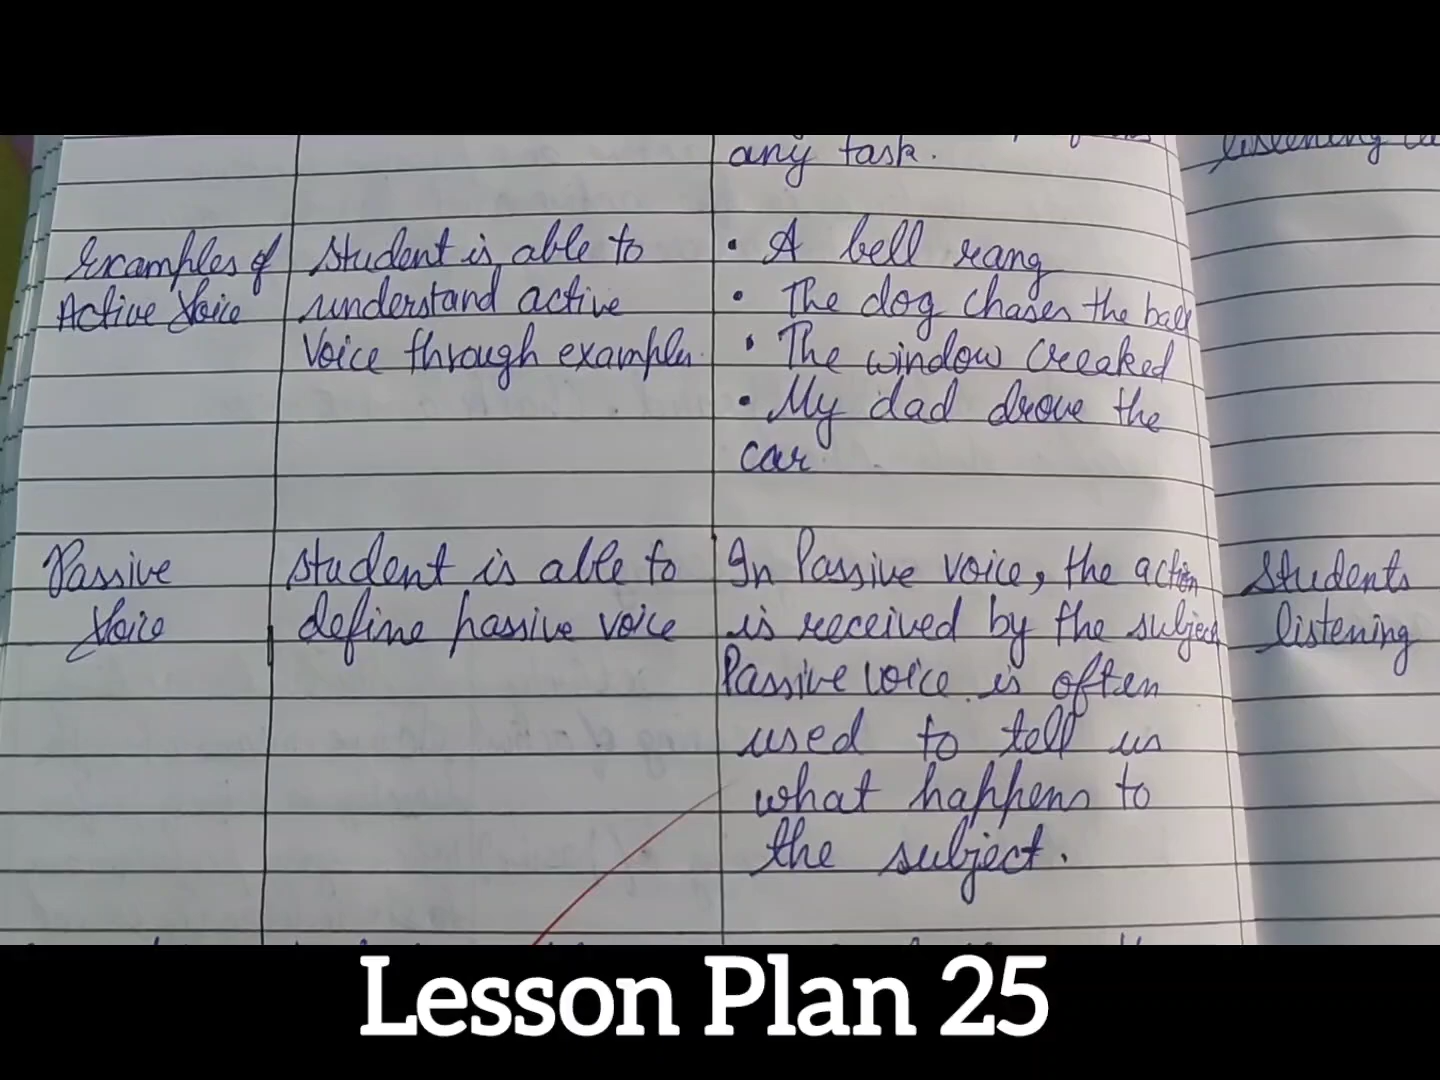 any task.
listening
Examples of
Active Voice
student is able to
understand active
Voice through examples.
• A bell rang
• The dog chases the ball
• The window creaked
• My dad drove the
car
Passive
Voice
student is able to
define passive voice
In Passive voice, the action
is received by the subject
Passive voice is often
used to tell us
what happens to
the subject.
Students
listening
Lesson Plan 25